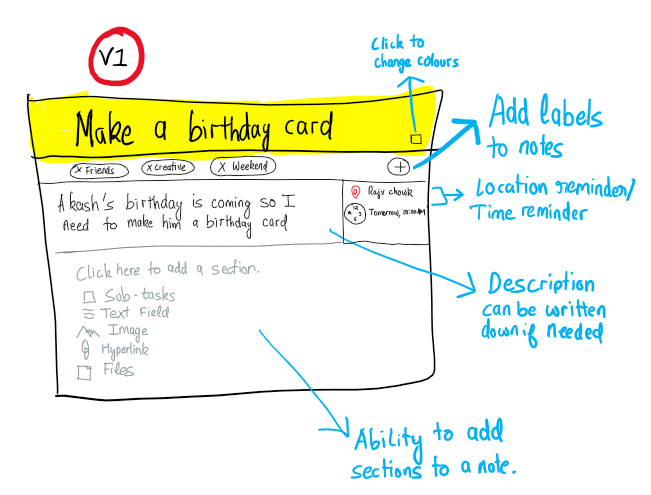 V1
Click to
change colours
Make a birthday card
Add labels
to notes
x Friends
x creative
x Weekend
+
Akash's birthday is coming so I
need to make him a birthday card
Rajv chowk
Tomorrow, 10:00AM
Location reminder/
Time reminder
Click here to add a section.
Sub-tasks
Text Field
Image
Hyperlink
Files
Description
can be written
down if needed
Ability to add
sections to a note.